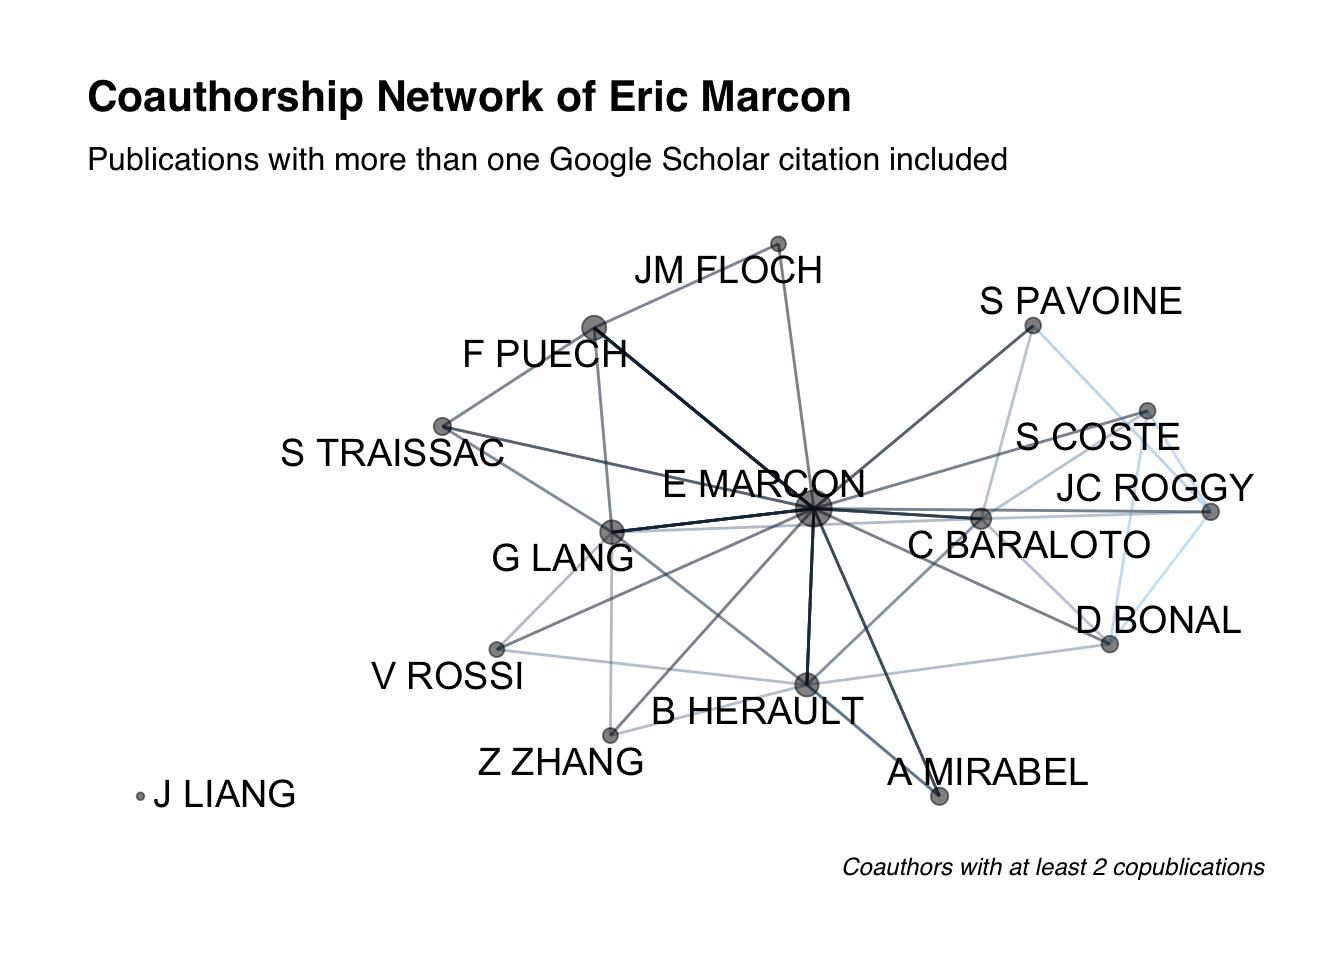 Coauthorship Network of Eric Marcon
Publications with more than one Google Scholar citation included
JM FLOCH
S PAVOINE
F PUECH
S COSTE
S TRAISSAC
E MARCON
JC ROGGY
C BARALOTO
G LANG
D BONAL
V ROSSI
B HERAULT
Z ZHANG
A MIRABEL
J LIANG
Coauthors with at least 2 copublications